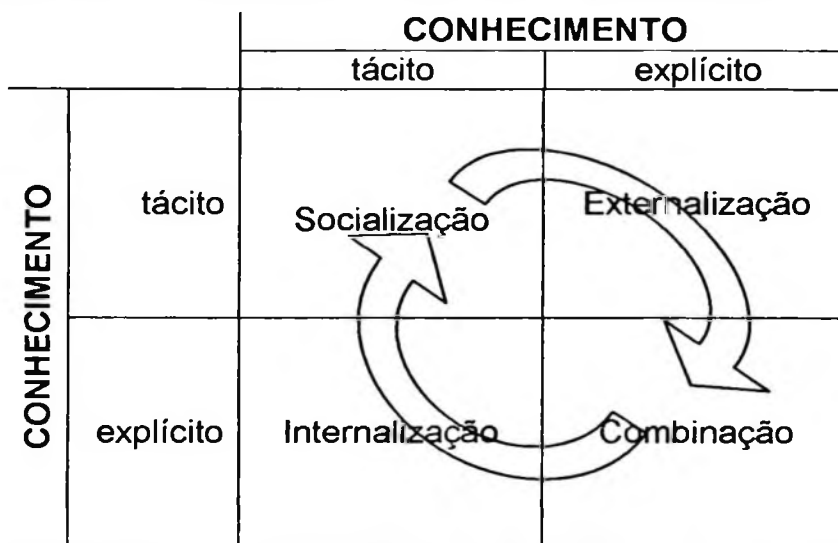 CONHECIMENTO
tácito explícito
CONHECIMENTO
tácito
Socialização Externalização
explícito Internalização Combinação